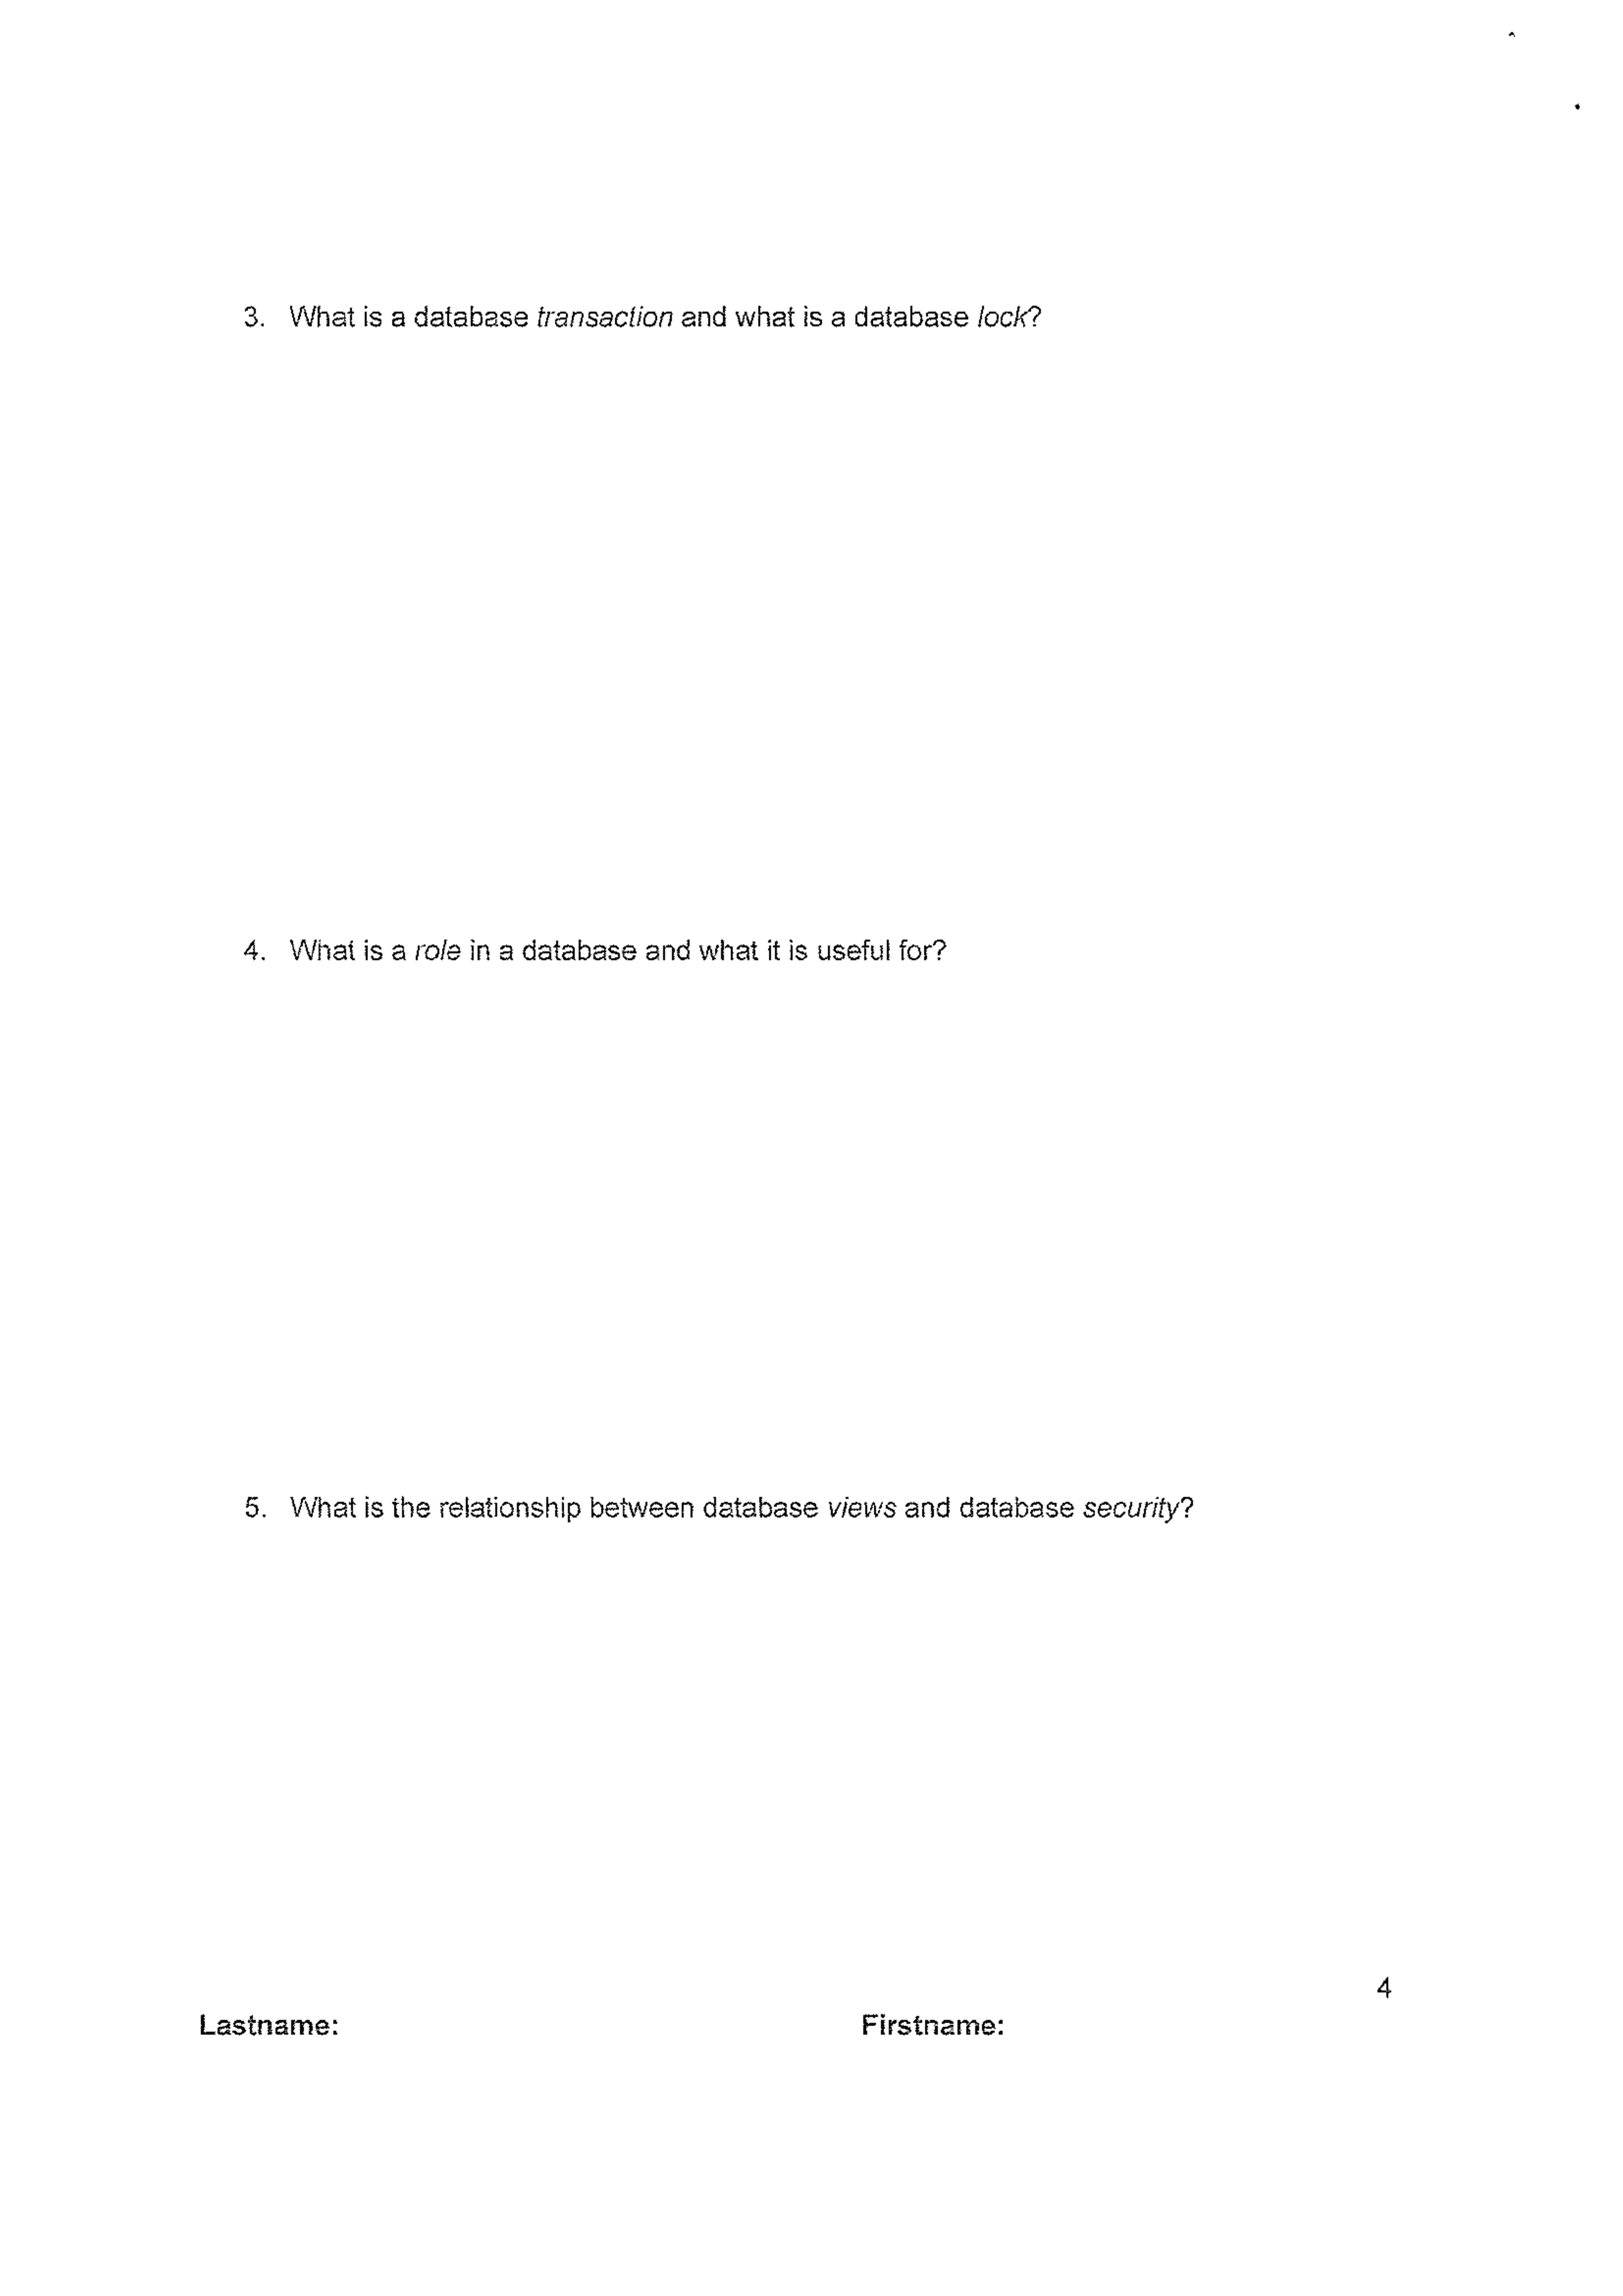 3. What is a database transaction and what is a database lock?
4. What is a role in a database and what it is useful for?
5. What is the relationship between database views and database security?
4
Lastname: Firstname: